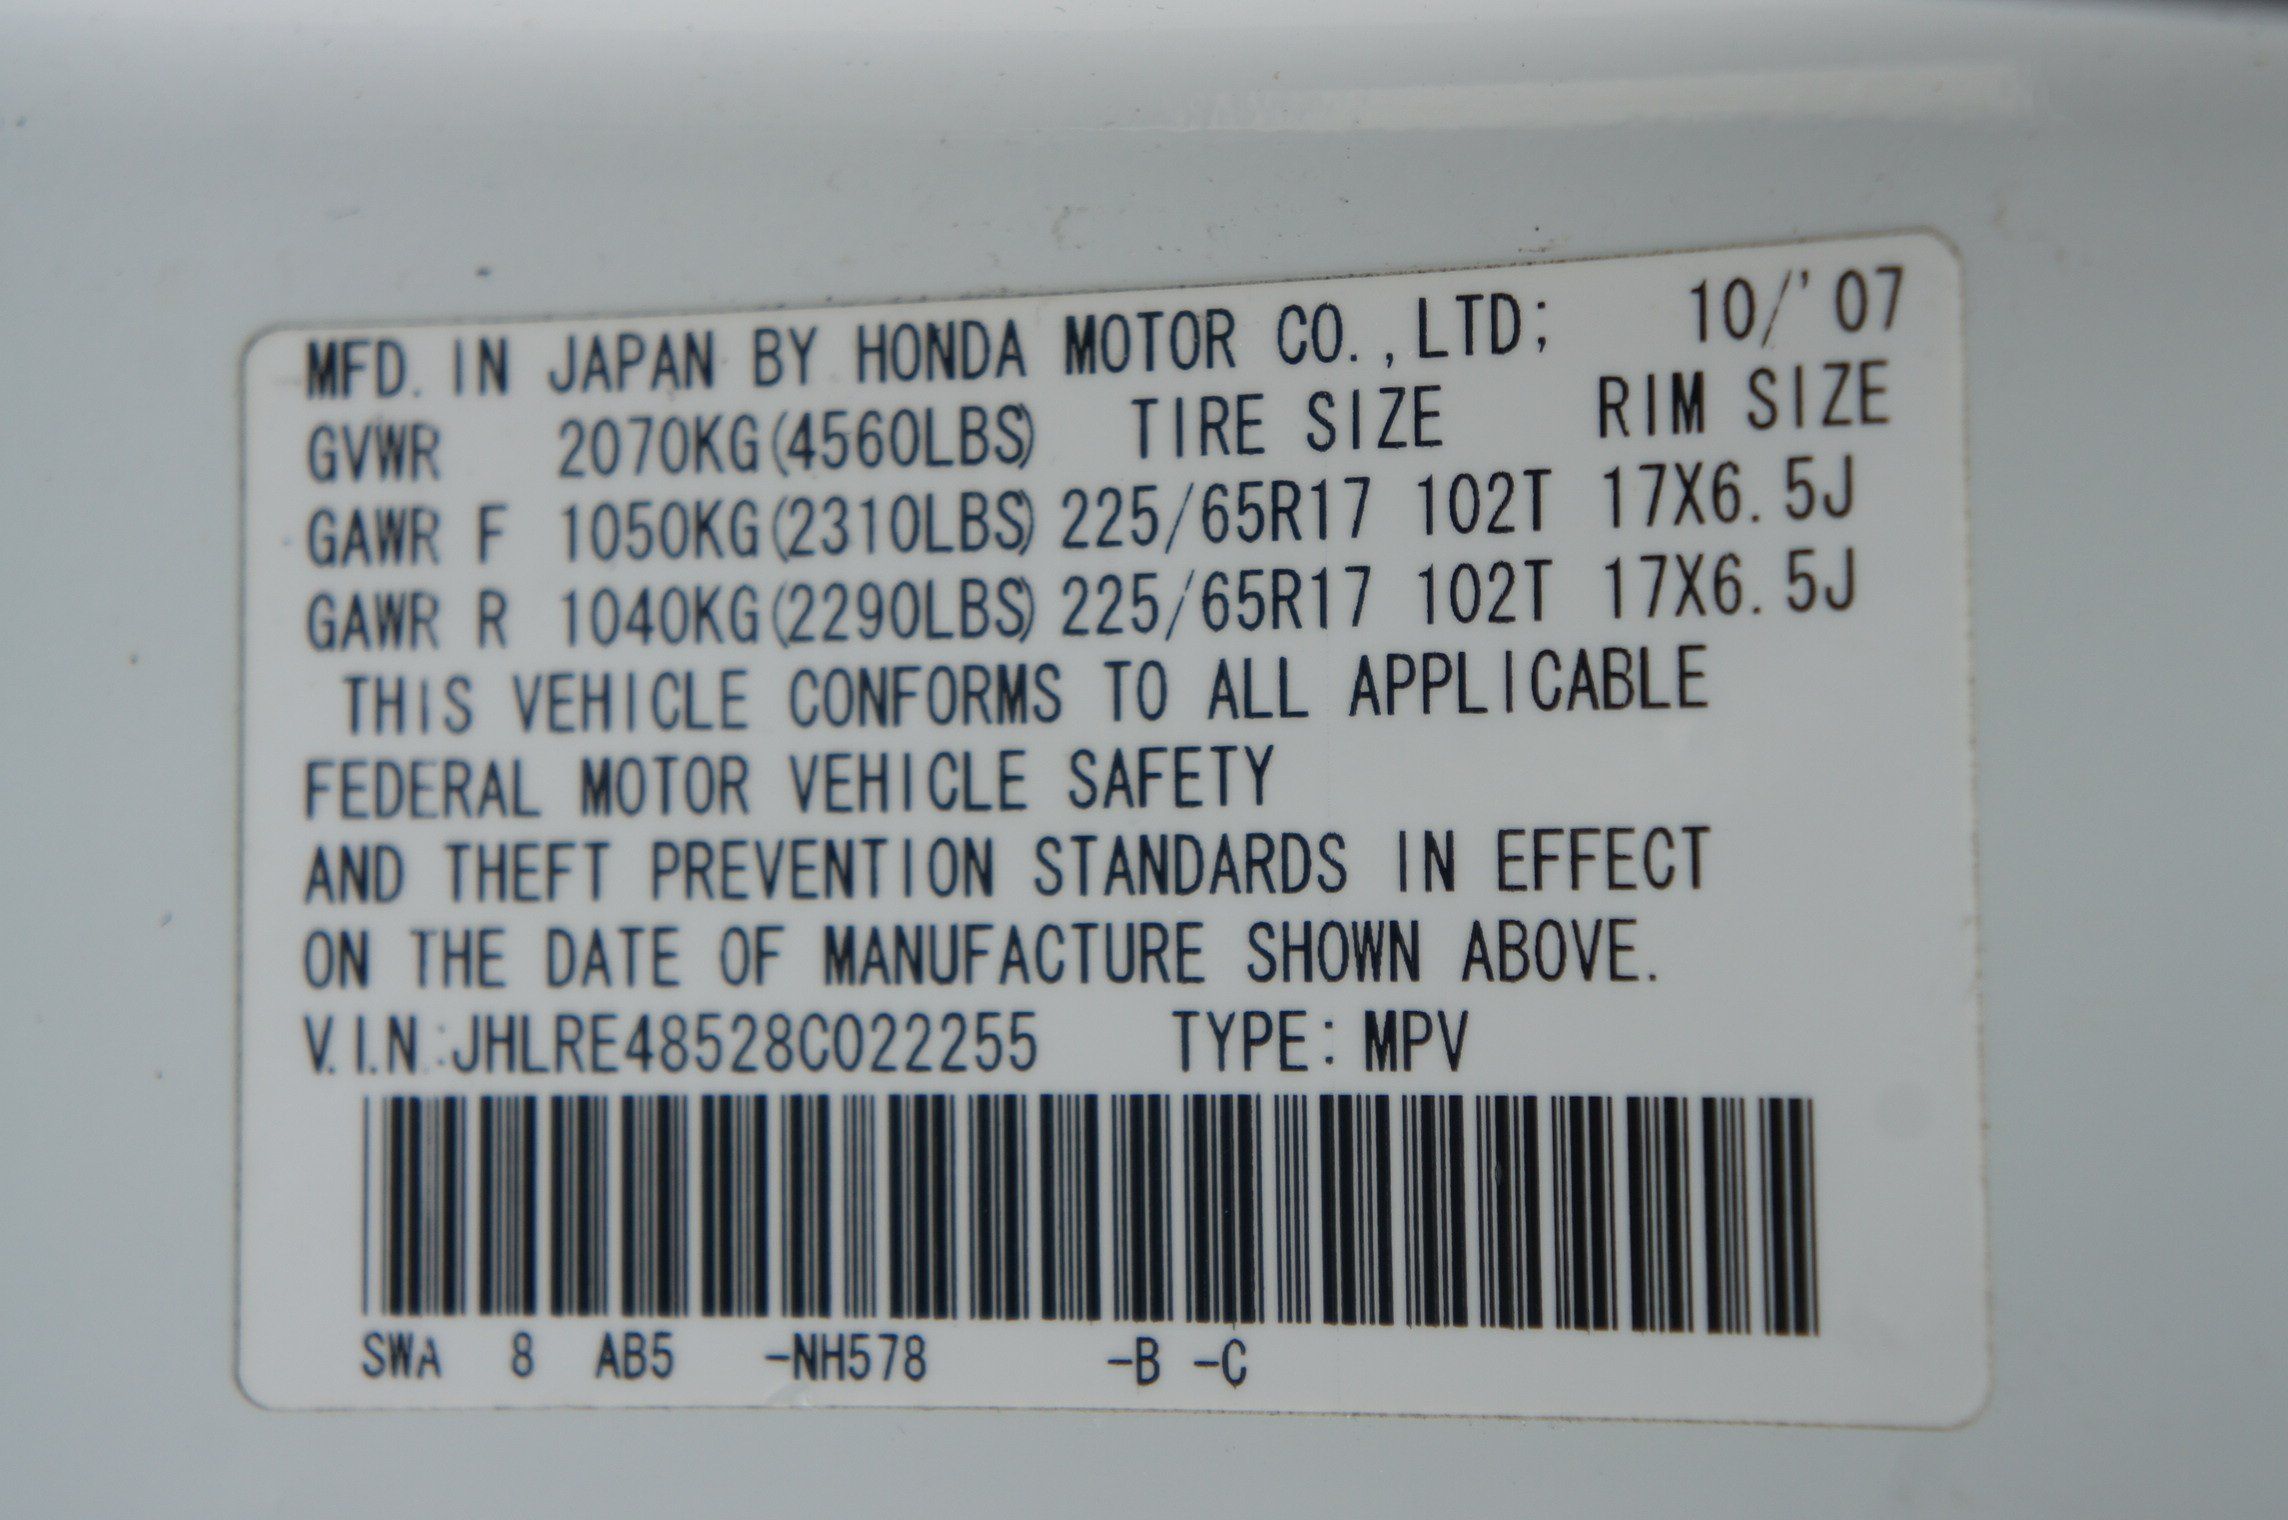 MFD. IN JAPAN BY HONDA MOTOR CO.,LTD; 10/'07
GVWR 2070KG(4560LBS) TIRE SIZE RIM SIZE
GAWR F 1050KG(2310LBS) 225/65R17 102T 17X6.5J
GAWR R 1040KG(2290LBS) 225/65R17 102T 17X6.5J
THIS VEHICLE CONFORMS TO ALL APPLICABLE
FEDERAL MOTOR VEHICLE SAFETY
AND THEFT PREVENTION STANDARDS IN EFFECT
ON THE DATE OF MANUFACTURE SHOWN ABOVE.
V.I.N.:JHLRE48528C022255 TYPE: MPV
SWA 8 AB5 -NH578 -B -C